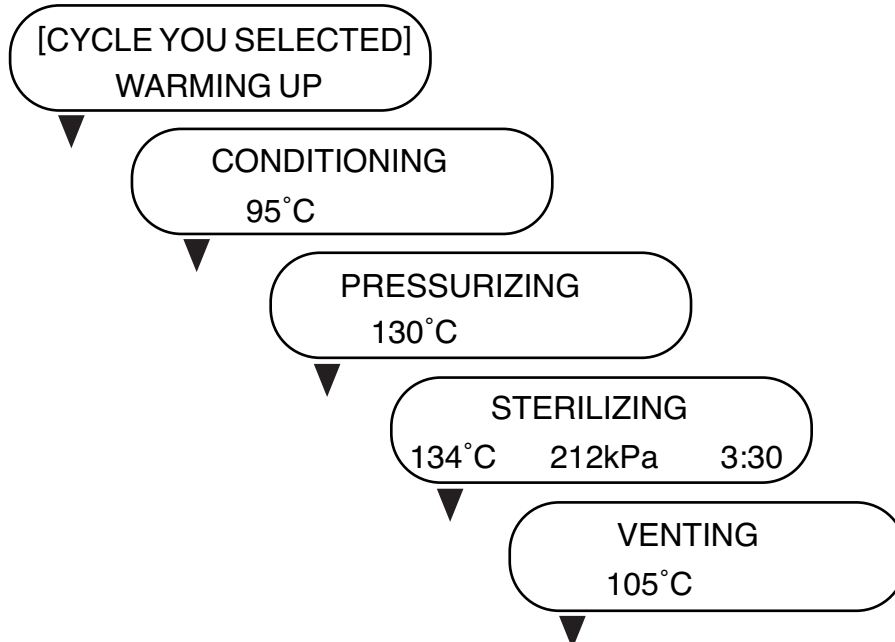 [CYCLE YOU SELECTED]
WARMING UP
CONDITIONING
95˚C
PRESSURIZING
130˚C
STERILIZING
134˚C 212kPa 3:30
VENTING
105˚C